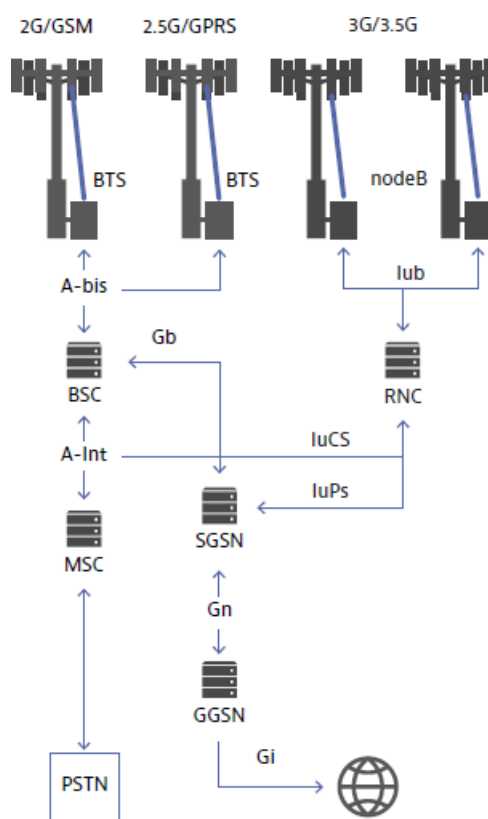 2G/GSM
2.5G/GPRS
3G/3.5G
BTS
BTS
nodeB
A-bis
Iub
Gb
BSC
RNC
A-Int
IuCS
IuPs
MSC
SGSN
Gn
GGSN
PSTN
Gi